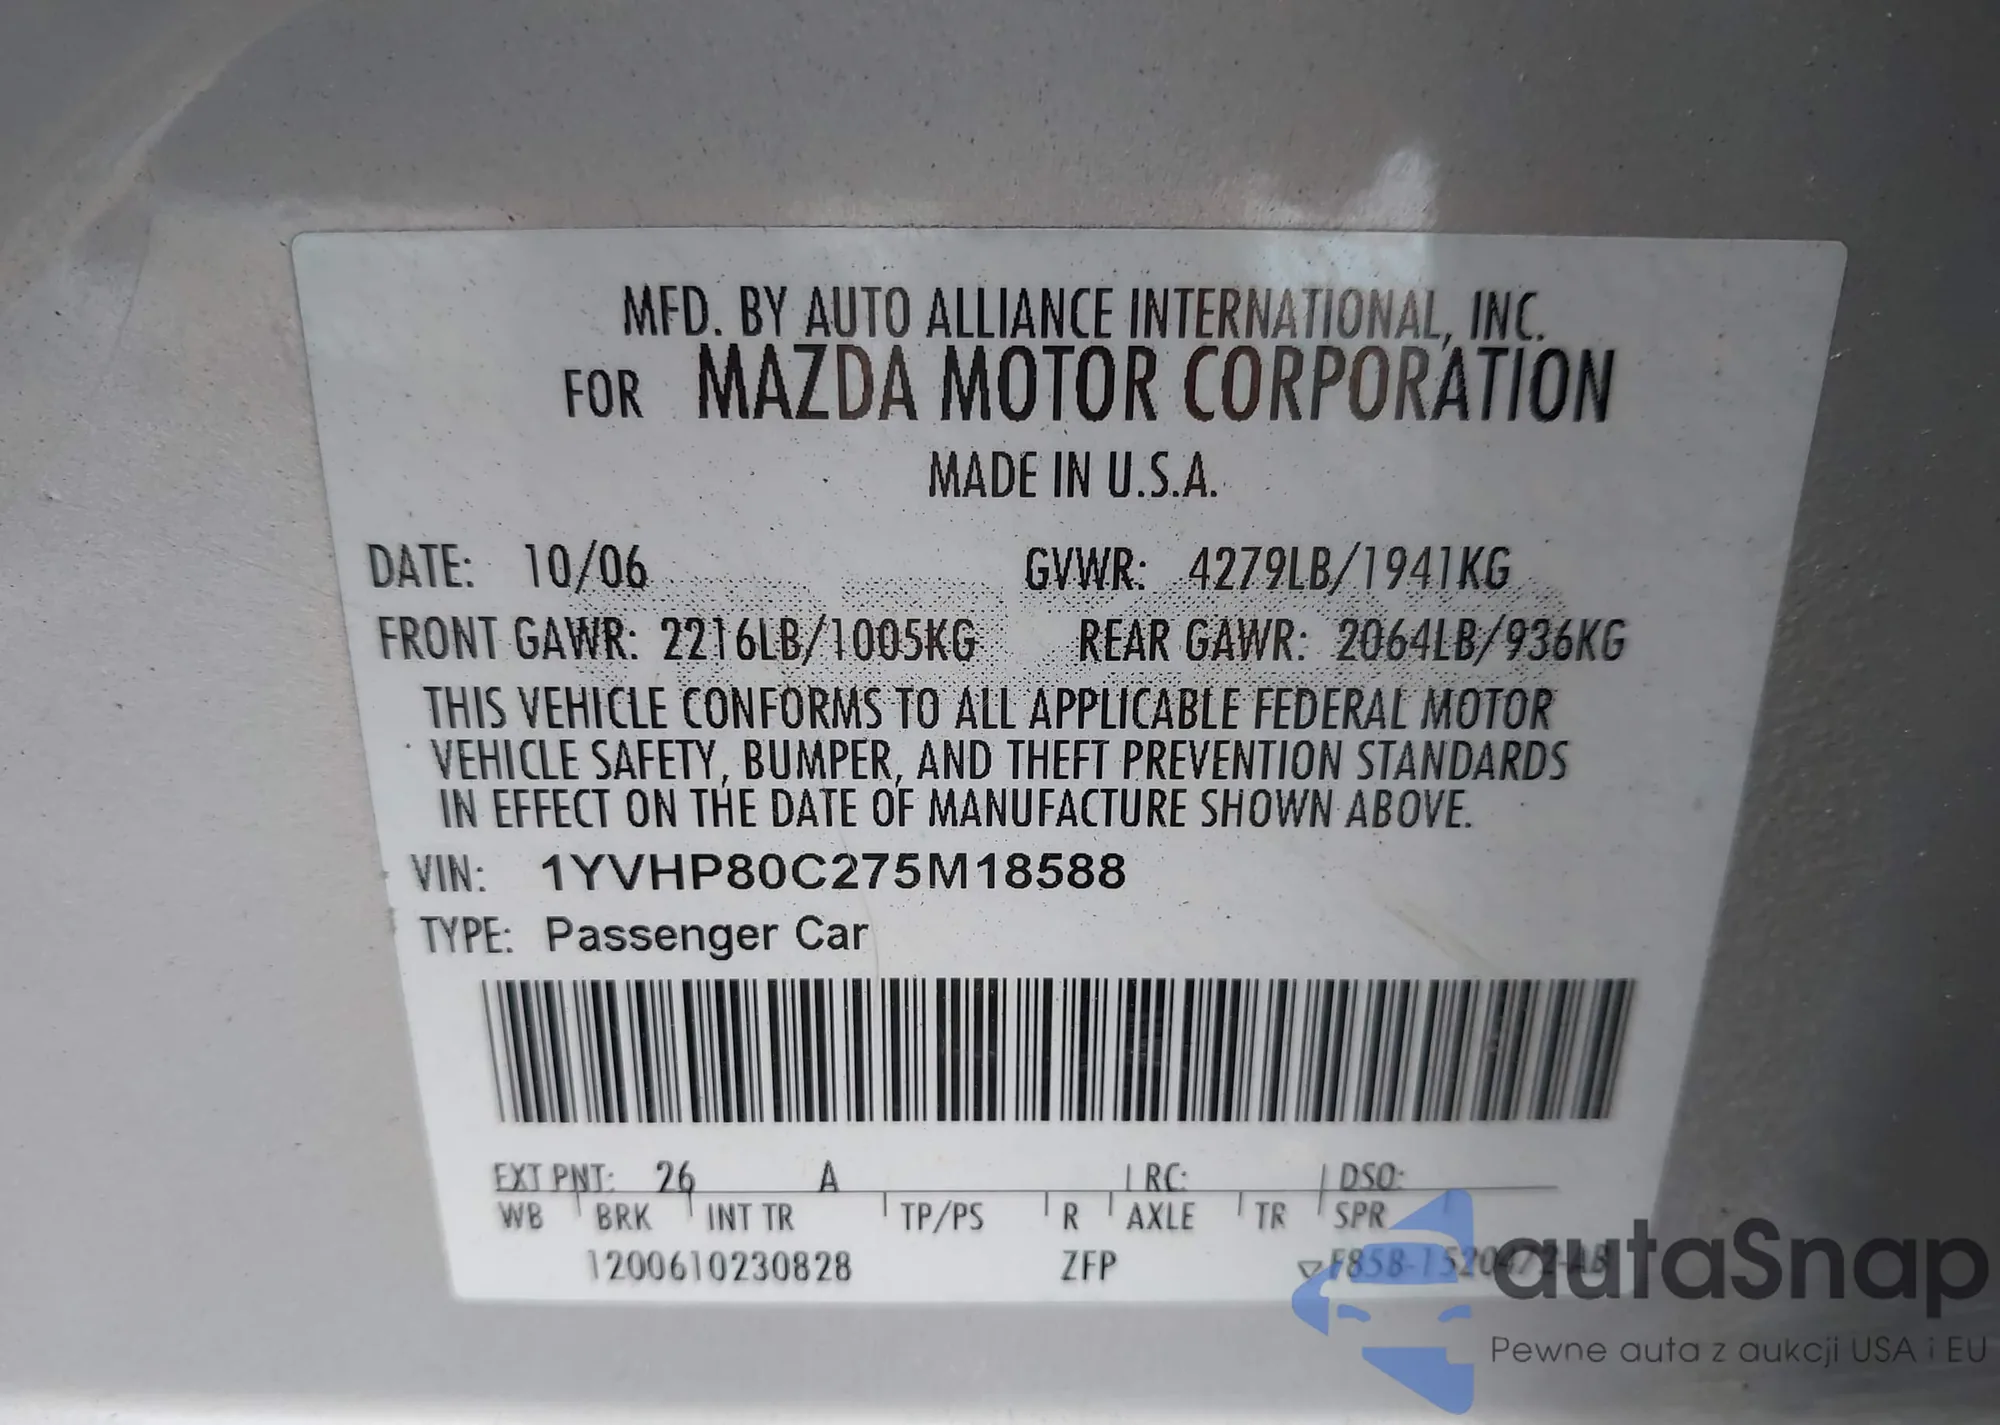 MFD. BY AUTO ALLIANCE INTERNATIONAL, INC.
FOR MAZDA MOTOR CORPORATION
MADE IN U.S.A.
DATE: 10/06 GVWR: 4279LB/1941KG
FRONT GAWR: 2216LB/1005KG REAR GAWR: 2064LB/936KG
THIS VEHICLE CONFORMS TO ALL APPLICABLE FEDERAL MOTOR
VEHICLE SAFETY, BUMPER, AND THEFT PREVENTION STANDARDS
IN EFFECT ON THE DATE OF MANUFACTURE SHOWN ABOVE.
VIN: 1YVHP80C275M18588
TYPE: Passenger Car
EXT PNT: 26 A RC: DSO:
WB BRK INT TR TP/PS R AXLE TR SPR
1200610230828 ZFP
autaSnap
Pewne auta z aukcji USA i EU